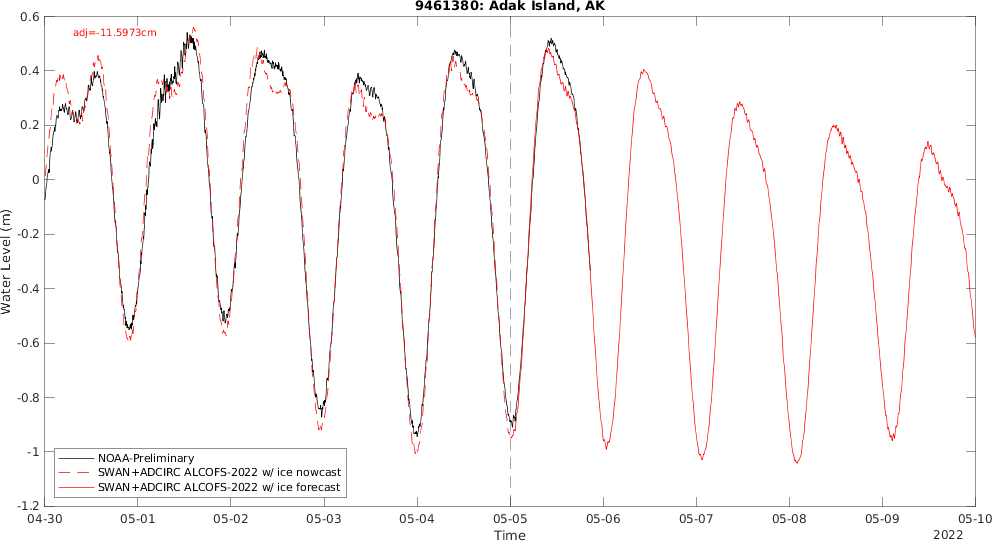 9461380: Adak Island, AK
adj=-11.5973cm
0.6
0.4
0.2
0
-0.2
-0.4
-0.6
-0.8
-1
-1.2
Water Level (m)
NOAA-Preliminary
SWAN+ADCIRC ALCOFS-2022 w/ ice nowcast
SWAN+ADCIRC ALCOFS-2022 w/ ice forecast
04-30 05-01 05-02 05-03 05-04 05-05 05-06 05-07 05-08 05-09 05-10
Time
2022